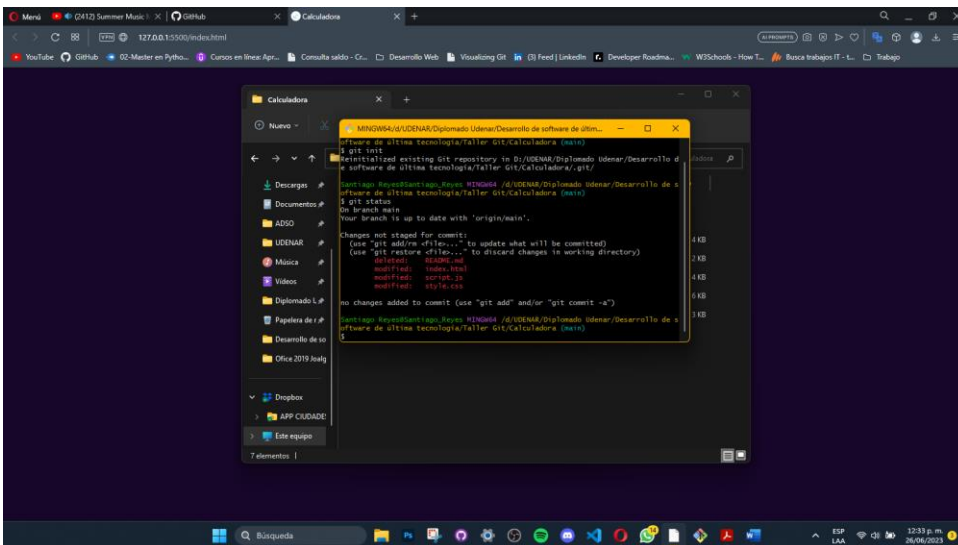 Menú
(2412) Summer Music
GitHub
Calculadora
VPN
127.0.0.1:5500/index.html
AI PROMPTS
YouTube
GitHub
02-Master en Pytho...
Cursos en línea: Apr...
Consulta saldo - Cr...
Desarrollo Web
Visualizing Git
(3) Feed | LinkedIn
Developer Roadma...
W3Schools - How T...
Busca trabajos IT - t...
Trabajo
Calculadora
Nuevo
Descargas
Documentos
ADSO
UDENAR
Música
Vídeos
Diplomado L
Papelera de r
Desarrollo de so
Ofice 2019 Joalg
Dropbox
APP CIUDADE
Este equipo
7 elementos
4 KB
2 KB
4 KB
6 KB
3 KB
MINGW64:/d/UDENAR/Diplomado Udenar/Desarrollo de software de últim...
oftware de última tecnología/Taller Git/Calculadora (main)
$ git init
Reinitialized existing Git repository in D:/UDENAR/Diplomado Udenar/Desarrollo d
e software de última tecnología/Taller Git/Calculadora/.git/
Santiago Reyes@Santiago_Reyes MINGW64 /d/UDENAR/Diplomado Udenar/Desarrollo de s
oftware de última tecnología/Taller Git/Calculadora (main)
$ git status
On branch main
Your branch is up to date with 'origin/main'.
Changes not staged for commit:
(use "git add/rm <file>..." to update what will be committed)
(use "git restore <file>..." to discard changes in working directory)
deleted: README.md
modified: index.html
modified: script.js
modified: style.css
no changes added to commit (use "git add" and/or "git commit -a")
Santiago Reyes@Santiago_Reyes MINGW64 /d/UDENAR/Diplomado Udenar/Desarrollo de s
oftware de última tecnología/Taller Git/Calculadora (main)
$
Búsqueda
ESP
LAA
12:33 p. m.
26/06/2023